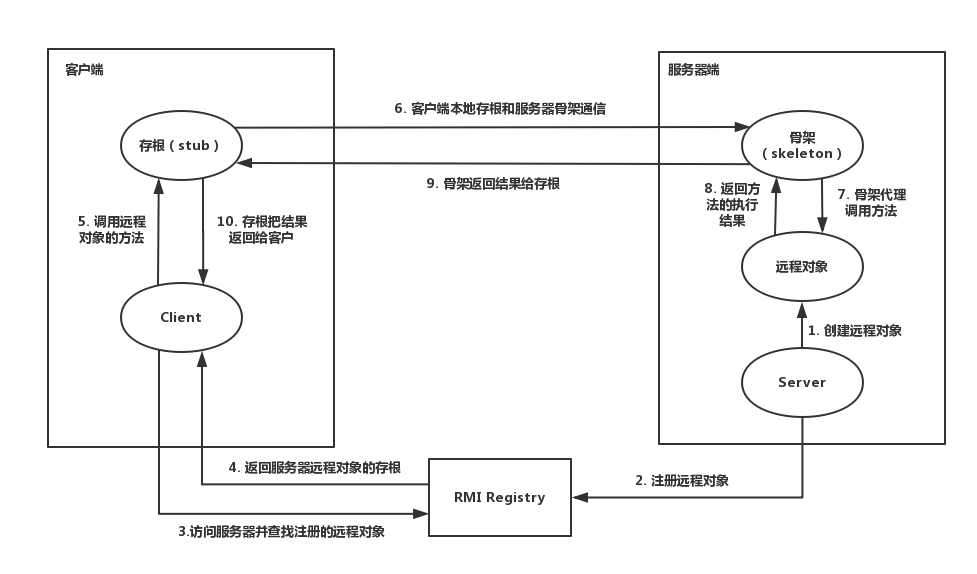 客户端
服务器端
6. 客户端本地存根和服务器骨架通信
存根（stub）
骨架
（skeleton）
9. 骨架返回结果给存根
5. 调用远程
对象的方法
10. 存根把结果
返回给客户
8. 返回方
法的执行
结果
7. 骨架代理
调用方法
远程对象
Client
1. 创建远程对象
Server
4. 返回服务器远程对象的存根
RMI Registry
2. 注册远程对象
3.访问服务器并查找注册的远程对象